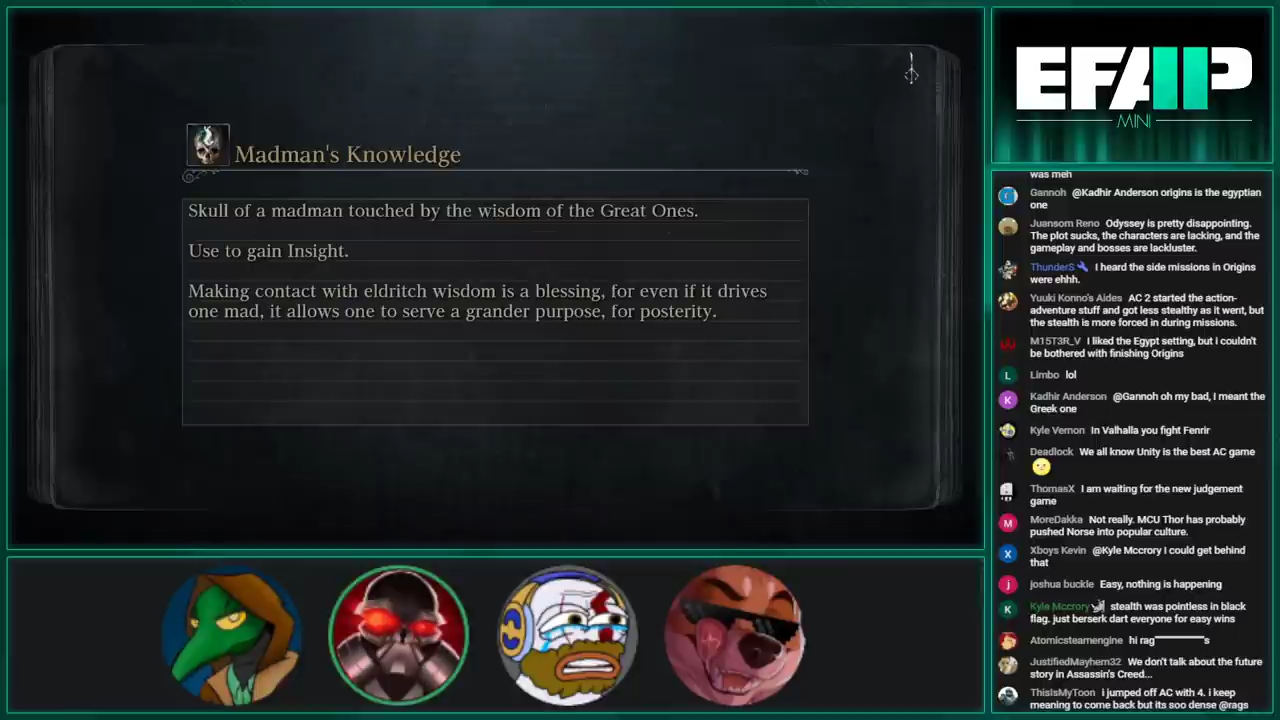 Madman's Knowledge
Skull of a madman touched by the wisdom of the Great Ones.
Use to gain Insight.
Making contact with eldritch wisdom is a blessing, for even if it drives
one mad, it allows one to serve a grander purpose, for posterity.
EFAP
MINI
was meh
Gannoh @Kadhir Anderson origins is the egyptian
one
Juansom Reno Odyssey is pretty disappointing.
The plot sucks, the characters are lacking, and the
gameplay and bosses are lackluster.
ThunderS I heard the side missions in Origins
were ehhh.
Yuuki Konno's Aides AC 2 started the action-
adventure stuff and got less stealthy as it went, but
the stealth is more forced in during missions.
M15T3R_V I liked the Egypt setting, but i couldn't
be bothered with finishing Origins
L Limbo lol
K Kadhir Anderson @Gannoh oh my bad, I meant the
Greek one
Kyle Vernon In Valhalla you fight Fenrir
Deadlock We all know Unity is the best AC game
ThomasX I am waiting for the new judgement
game
M MoreDakka Not really. MCU Thor has probably
pushed Norse into popular culture.
X Xboys Kevin @Kyle Mccrory I could get behind
that
j joshua buckle Easy, nothing is happening
K Kyle Mccrory stealth was pointless in black
flag. just berserk dart everyone for easy wins
Atomicsteamengine hi rag‾‾‾‾‾‾‾‾s
JustifiedMayhem32 We don't talk about the future
story in Assassin's Creed...
ThisIsMyToon i jumped off AC with 4. i keep
meaning to come back but its soo dense @rags